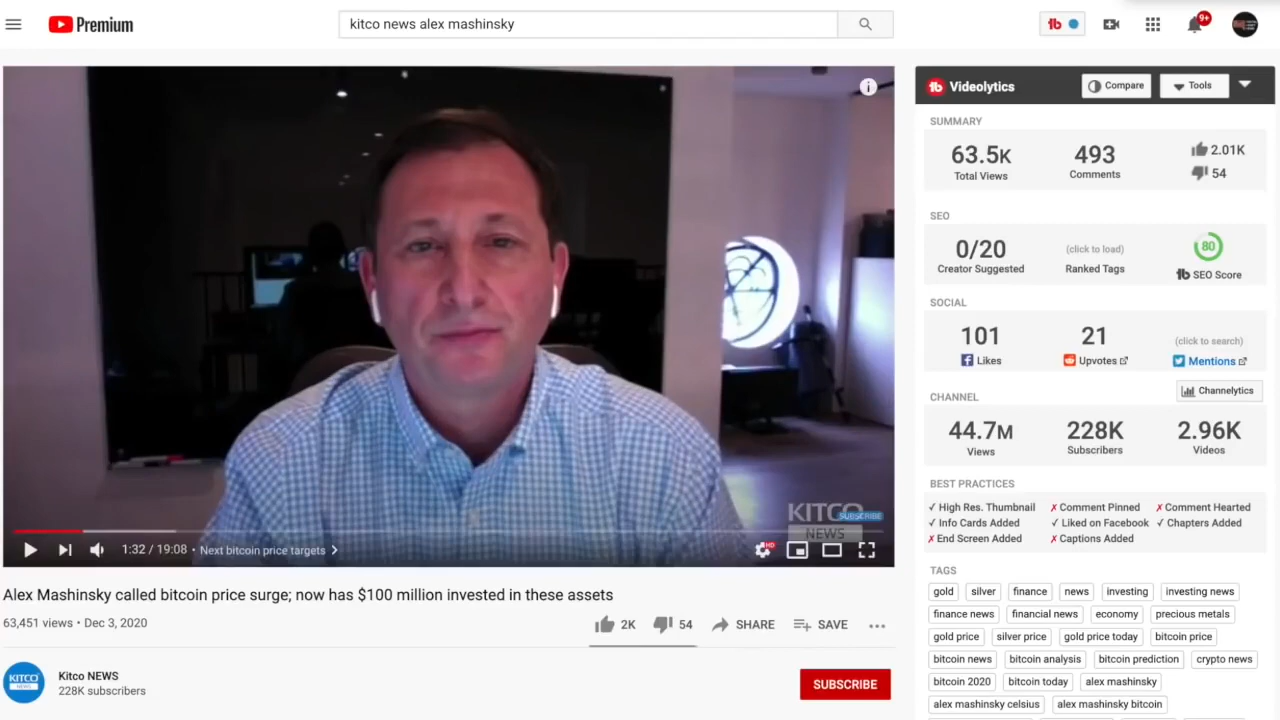 Premium
kitco news alex mashinsky
9+
Videolytics
Compare
Tools
SUMMARY
63.5K
Total Views
493
Comments
2.01K
54
SEO
0/20
Creator Suggested
(click to load)
Ranked Tags
80
SEO Score
SOCIAL
101
Likes
21
Upvotes
(click to search)
Mentions
Channelytics
CHANNEL
44.7M
Views
228K
Subscribers
2.96K
Videos
BEST PRACTICES
✓ High Res. Thumbnail ✗ Comment Pinned ✗ Comment Hearted
✓ Info Cards Added ✓ Liked on Facebook ✓ Chapters Added
✗ End Screen Added ✗ Captions Added
TAGS
gold silver finance news investing investing news
finance news financial news economy precious metals
gold price silver price gold price today bitcoin price
bitcoin news bitcoin analysis bitcoin prediction crypto news
bitcoin 2020 bitcoin today alex mashinsky
alex mashinsky celsius alex mashinsky bitcoin
KITCO
SUBSCRIBE
NEWS
1:32 / 19:08 • Next bitcoin price targets
HD
Alex Mashinsky called bitcoin price surge; now has $100 million invested in these assets
63,451 views • Dec 3, 2020
2K 54 SHARE SAVE
KITCO
NEWS
Kitco NEWS
228K subscribers
SUBSCRIBE